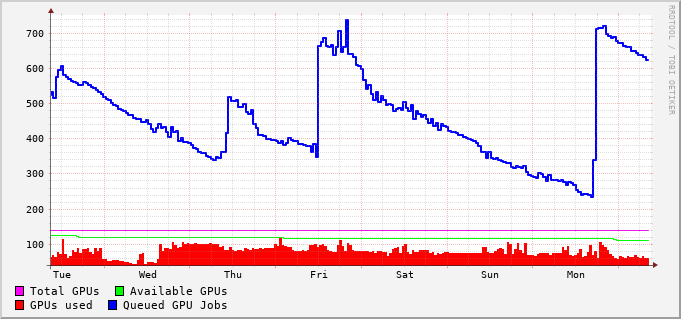 700
600
500
400
300
200
100
Tue Wed Thu Fri Sat Sun Mon
Total GPUs Available GPUs
GPUs used Queued GPU Jobs
RRDTOOL / TOBI OETIKER